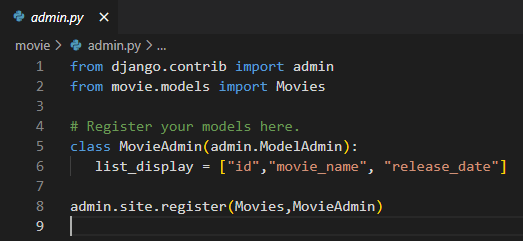 admin.py ×
movie > admin.py > ...
1 from django.contrib import admin
2 from movie.models import Movies
3
4 # Register your models here.
5 class MovieAdmin(admin.ModelAdmin):
6    list_display = ["id","movie_name", "release_date"]
7
8 admin.site.register(Movies,MovieAdmin)
9